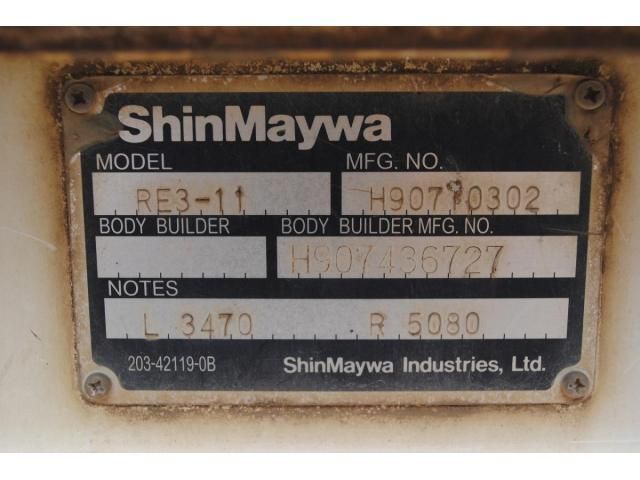 ShinMaywa
MODEL MFG. NO.
RE3-11
BODY BUILDER BODY BUILDER MFG. NO.
H907436727
NOTES
L 3470 R 5080
203-42119-0B ShinMaywa Industries, Ltd.